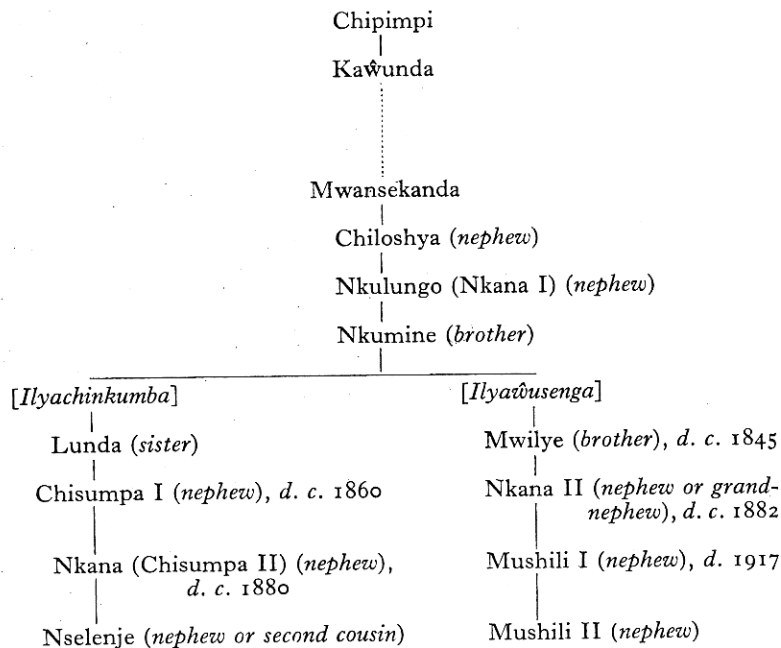 Chipimpi
Kaŵunda
Mwansekanda
Chiloshya (nephew)
Nkulungo (Nkana I) (nephew)
Nkumine (brother)
[Ilyachinkumba]
Lunda (sister)
Chisumpa I (nephew), d. c. 1860
Nkana (Chisumpa II) (nephew),
d. c. 1880
Nselenje (nephew or second cousin)
[Ilyaŵusenga]
Mwilye (brother), d. c. 1845
Nkana II (nephew or grand-
nephew), d. c. 1882
Mushili I (nephew), d. 1917
Mushili II (nephew)